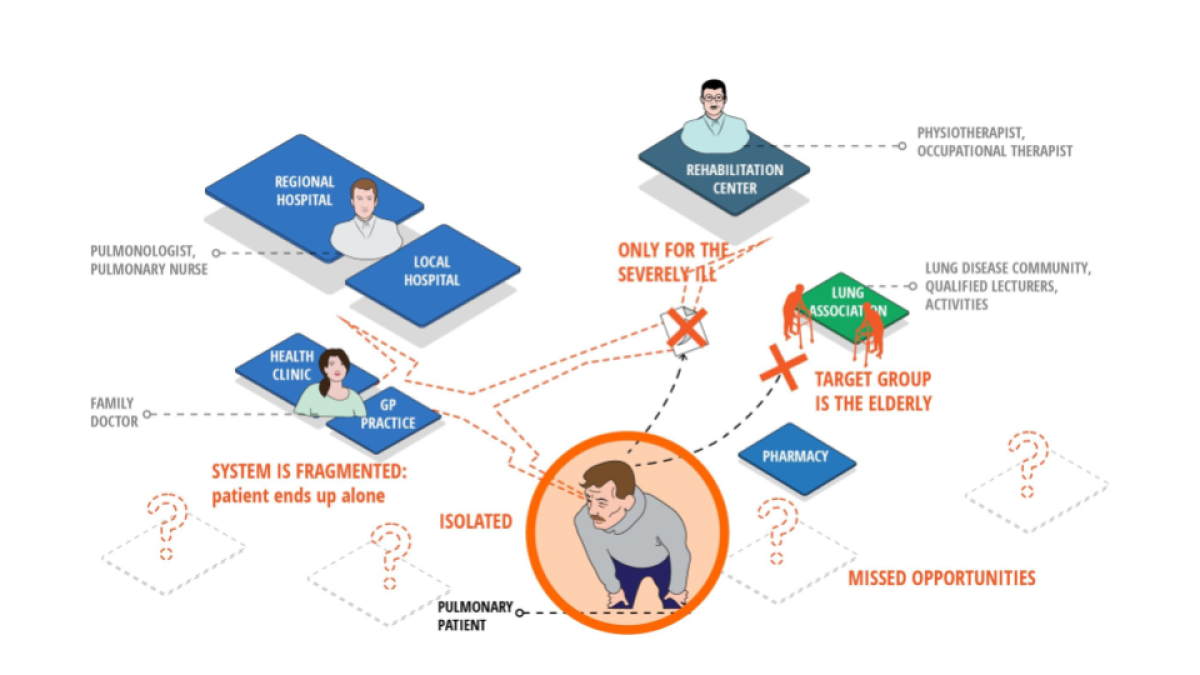 PHYSIOTHERAPIST,
OCCUPATIONAL THERAPIST
REHABILITATION
CENTER
REGIONAL
HOSPITAL
PULMONOLOGIST,
PULMONARY NURSE
LOCAL
HOSPITAL
ONLY FOR THE
SEVERELY ILL
LUNG DISEASE COMMUNITY,
QUALIFIED LECTURERS,
ACTIVITIES
LUNG
ASSOCIATION
HEALTH
CLINIC
TARGET GROUP
IS THE ELDERLY
FAMILY
DOCTOR
GP
PRACTICE
PHARMACY
SYSTEM IS FRAGMENTED:
patient ends up alone
?
?
?
?
ISOLATED
MISSED OPPORTUNITIES
PULMONARY
PATIENT